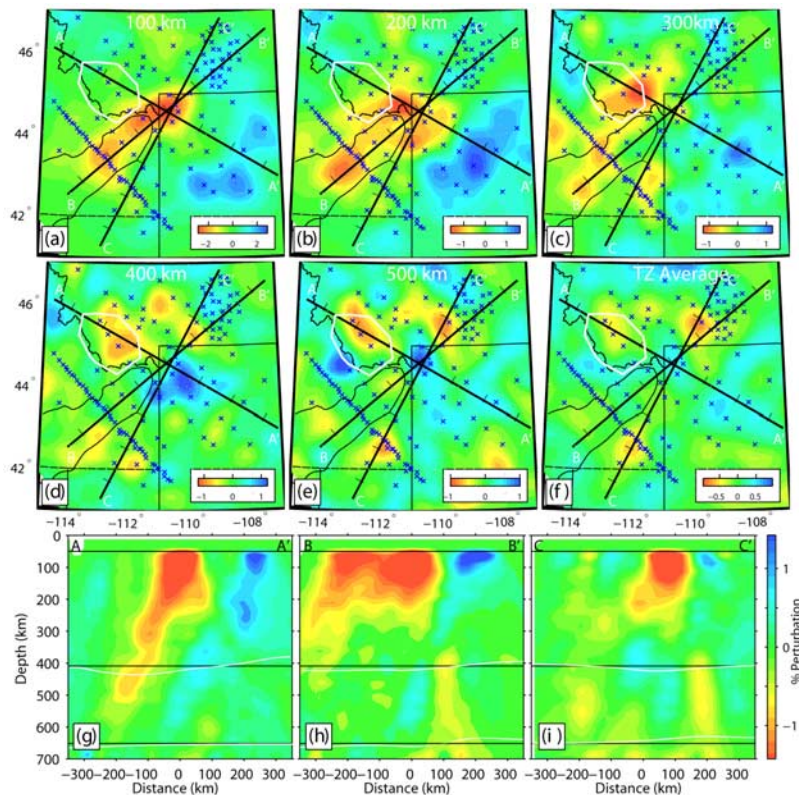 100 km 200 km 300km
A B' C' A B' A B'
46° 44° 42°
B C A' B C A' B C A'
(a) -2 0 2 (b) -1 0 1 (c) -1 0 1
400 km 500 km TZ Average
A C' B' A C' B' A C' B'
46° 44° 42°
B C A' B C A' B C A'
(d) -1 0 1 (e) -1 0 1 (f) -0.5 0 0.5
-114 -112 -110 -108 -114 -112 -110 -108 -114 -112 -110 -108
A A' B B' C C'
0 100 200 300 400 500 600 700
Depth (km)
(g) (h) (i)
-300 -200 -100 0 100 200 300 -300 -200 -100 0 100 200 300 -300 -200 -100 0 100 200 300
Distance (km) Distance (km) Distance (km)
1 0 -1
% Perturbation